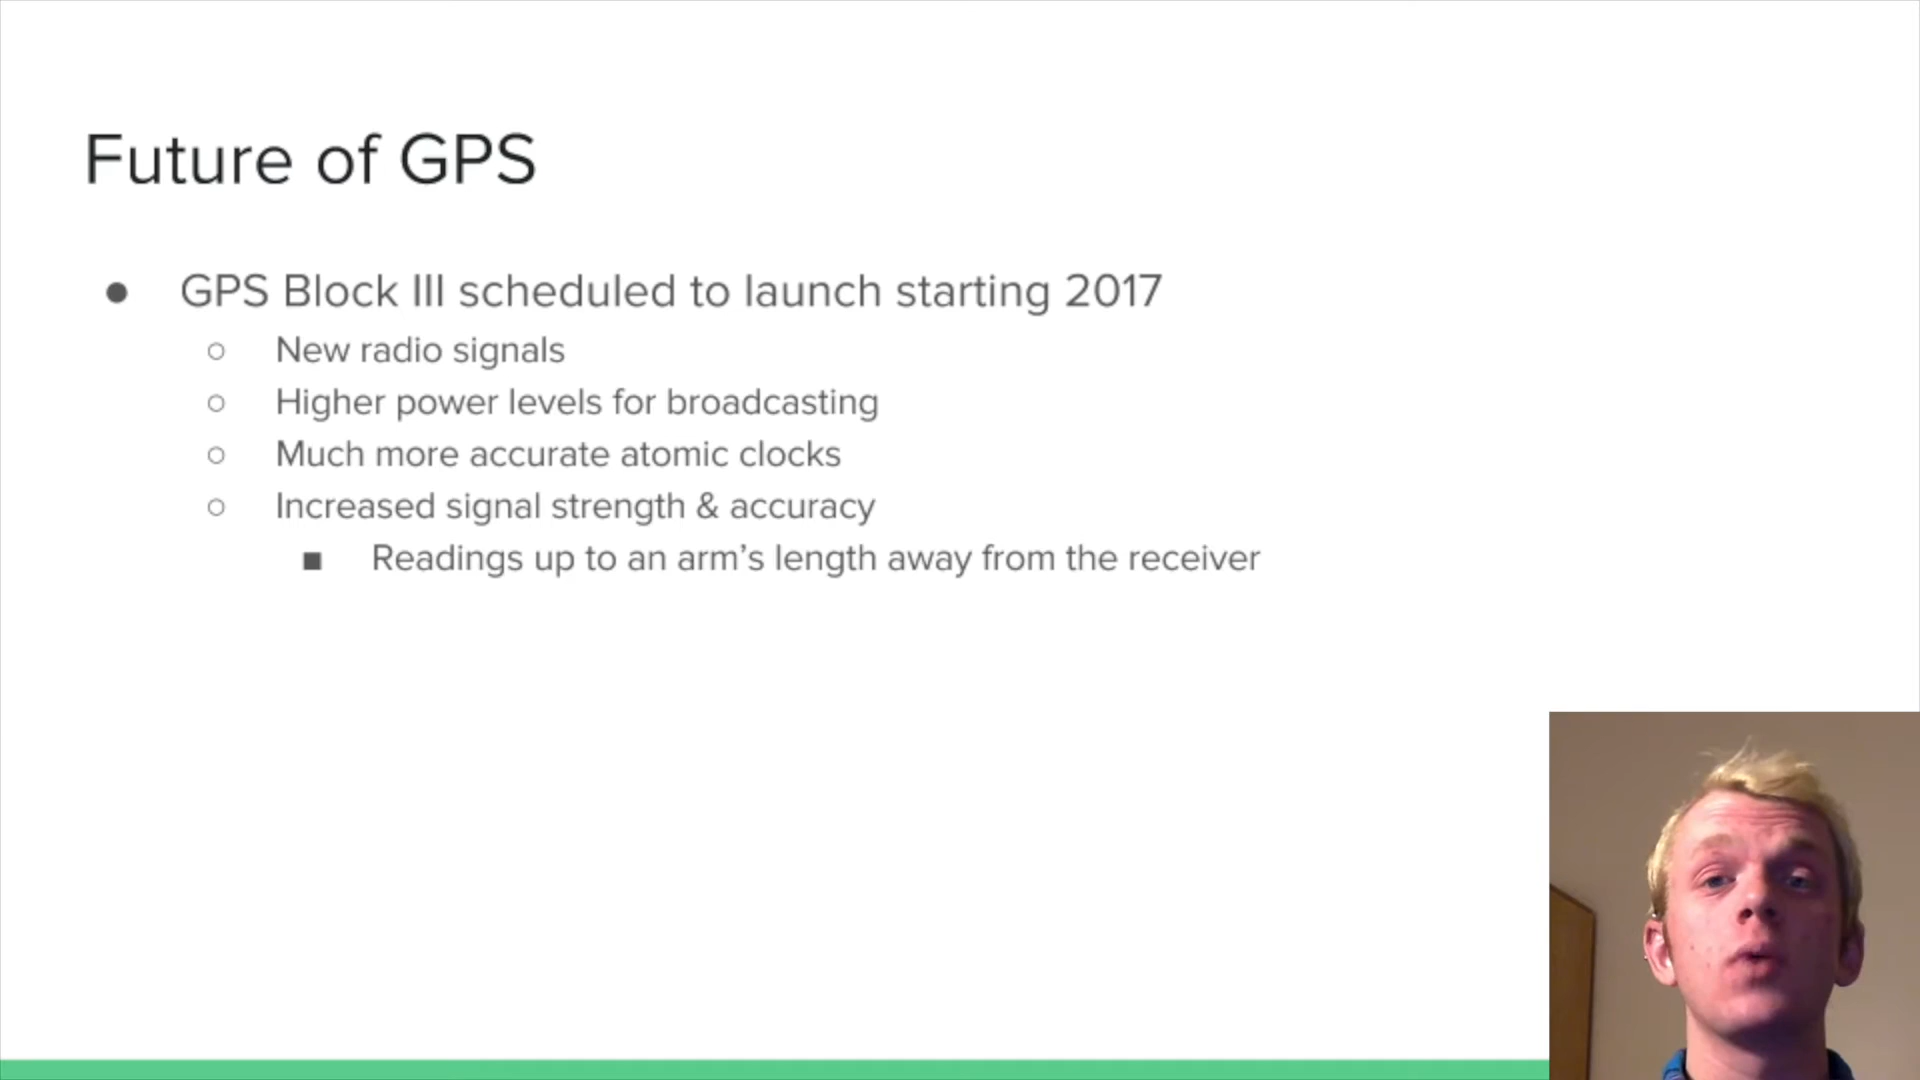 Future of GPS
● GPS Block III scheduled to launch starting 2017
○ New radio signals
○ Higher power levels for broadcasting
○ Much more accurate atomic clocks
○ Increased signal strength & accuracy
■ Readings up to an arm’s length away from the receiver